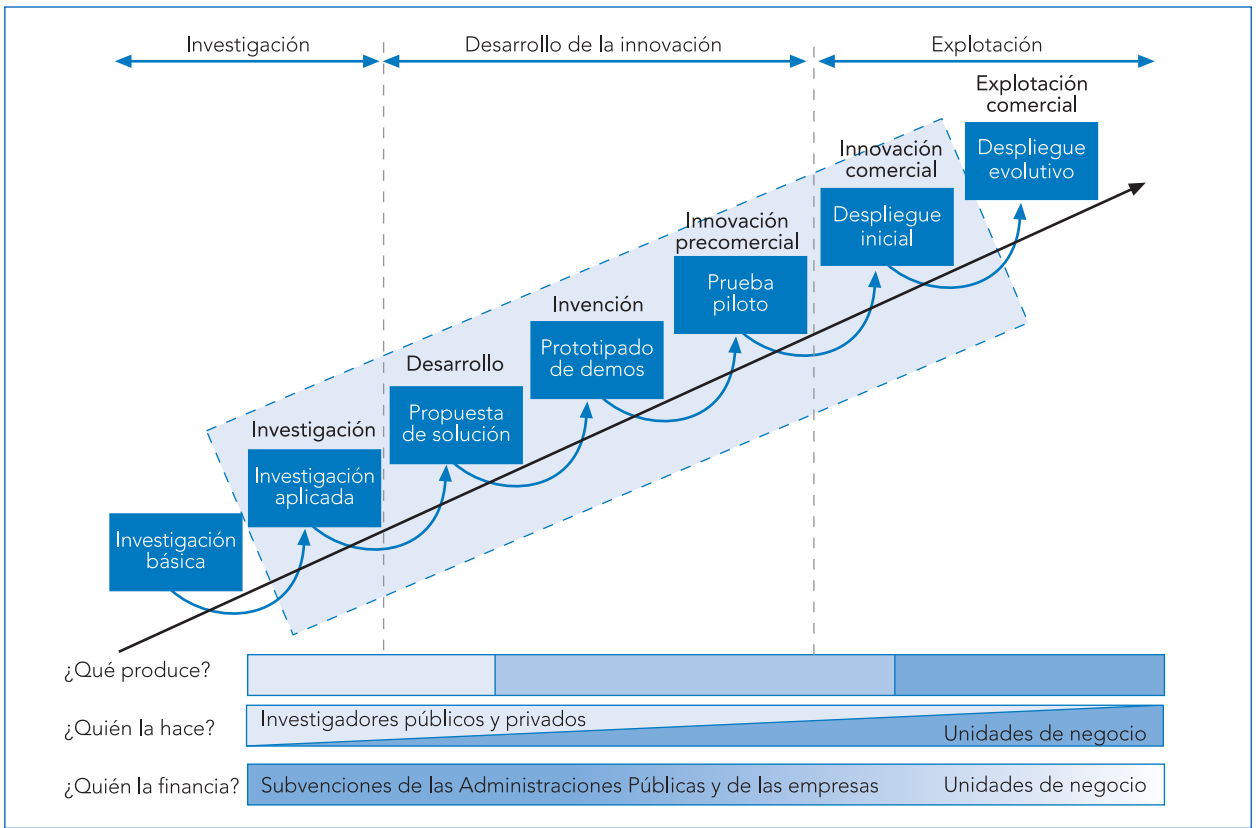 Investigación
Desarrollo de la innovación
Explotación
Explotación
comercial
Despliegue
evolutivo
Innovación
comercial
Despliegue
inicial
Innovación
precomercial
Prueba
piloto
Invención
Prototipado
de demos
Desarrollo
Propuesta
de solución
Investigación
Investigación
aplicada
Investigación
básica
¿Qué produce?
¿Quién la hace?
Investigadores públicos y privados
Unidades de negocio
¿Quién la financia?
Subvenciones de las Administraciones Públicas y de las empresas
Unidades de negocio